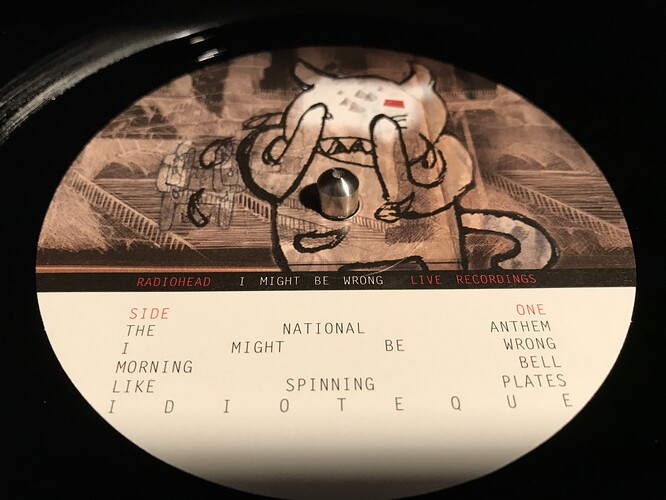 RADIOHEAD I MIGHT BE WRONG LIVE RECORDINGS
SIDE ONE
THE NATIONAL ANTHEM
I MIGHT BE WRONG
MORNING BELL
LIKE SPINNING PLATES
I D I O T E Q U E